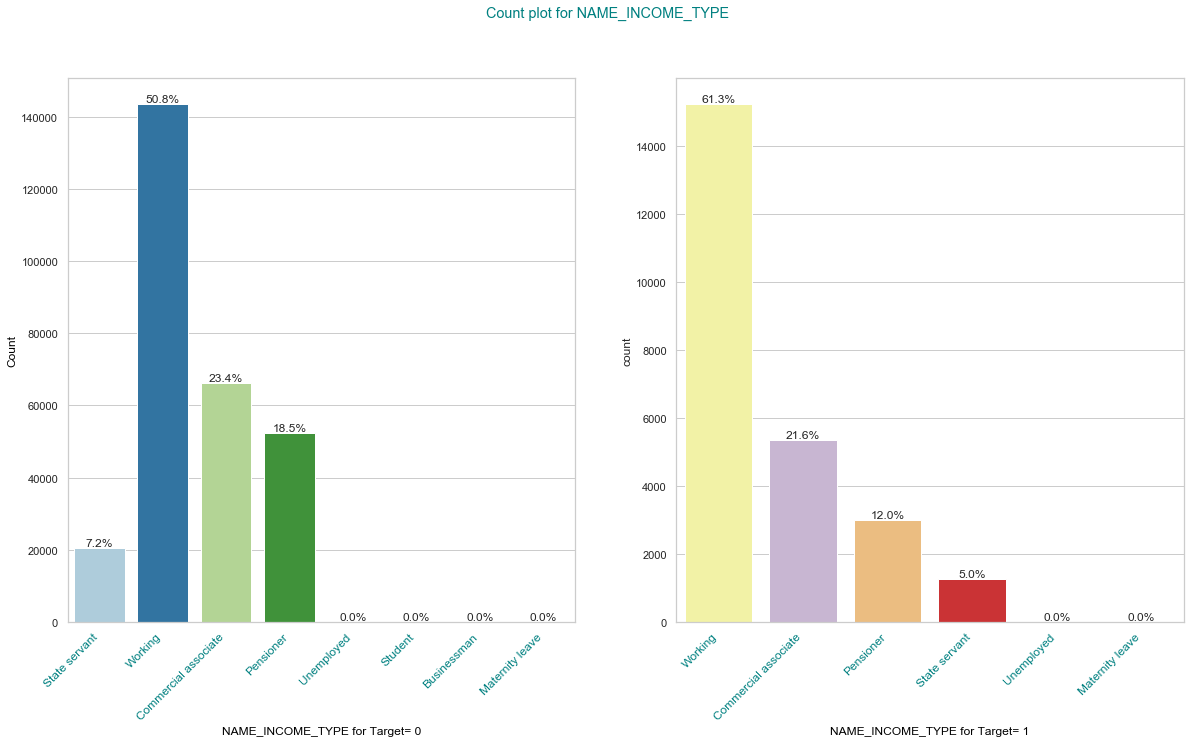 Count plot for NAME_INCOME_TYPE
Count
140000
120000
100000
80000
60000
40000
20000
0
7.2%
50.8%
23.4%
18.5%
0.0%
0.0%
0.0%
0.0%
State servant
Working
Commercial associate
Pensioner
Unemployed
Student
Businessman
Maternity leave
NAME_INCOME_TYPE for Target= 0
count
14000
12000
10000
8000
6000
4000
2000
0
61.3%
21.6%
12.0%
5.0%
0.0%
0.0%
Working
Commercial associate
Pensioner
State servant
Unemployed
Maternity leave
NAME_INCOME_TYPE for Target= 1